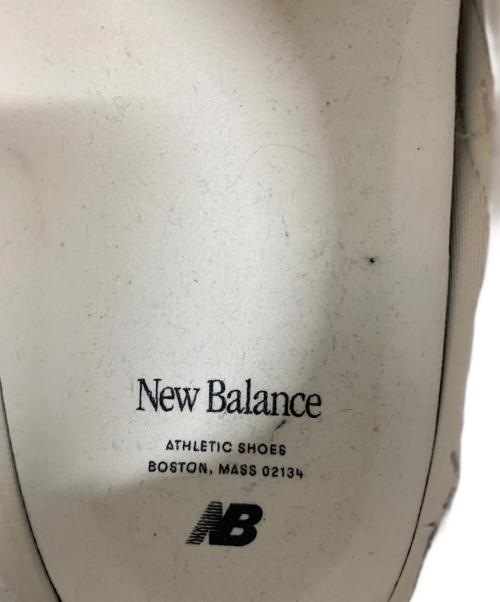 New Balance
ATHLETIC SHOES
BOSTON, MASS 02134
NB